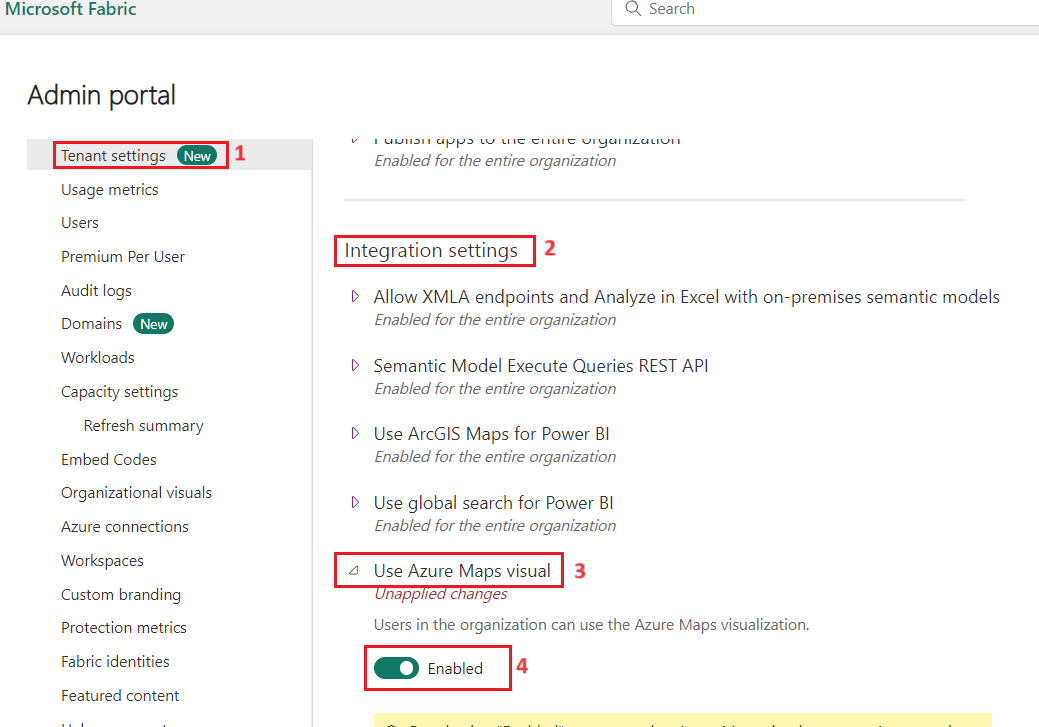 Microsoft Fabric
Search
Admin portal
Tenant settings New 1
Usage metrics
Users
Premium Per User
Audit logs
Domains New
Workloads
Capacity settings
Refresh summary
Embed Codes
Organizational visuals
Azure connections
Workspaces
Custom branding
Protection metrics
Fabric identities
Featured content
Publish apps to the entire organization
Enabled for the entire organization
Integration settings 2
Allow XMLA endpoints and Analyze in Excel with on-premises semantic models
Enabled for the entire organization
Semantic Model Execute Queries REST API
Enabled for the entire organization
Use ArcGIS Maps for Power BI
Enabled for the entire organization
Use global search for Power BI
Enabled for the entire organization
Use Azure Maps visual 3
Unapplied changes
Users in the organization can use the Azure Maps visualization.
Enabled 4